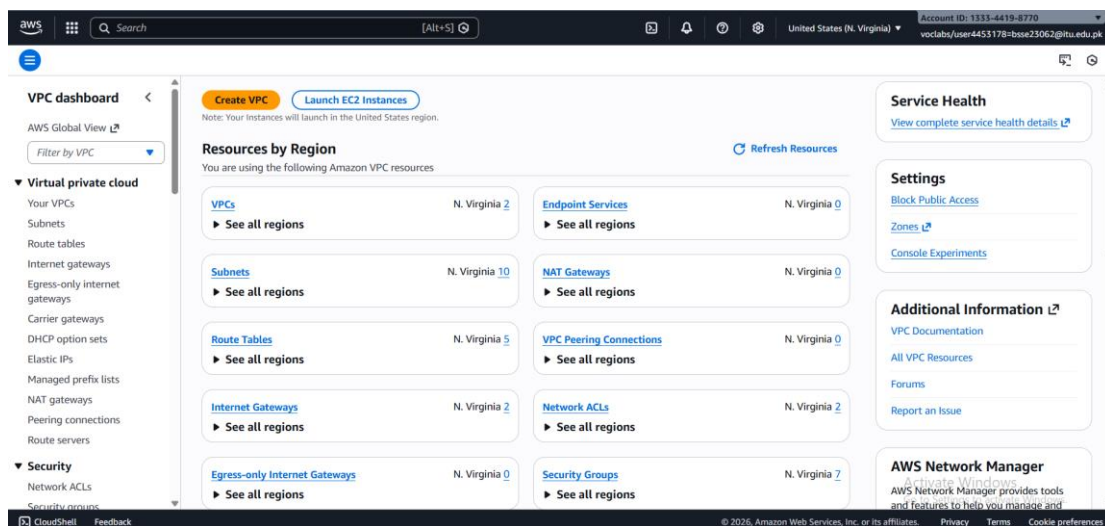 aws
Search
[Alt+S]
United States (N. Virginia)
Account ID: 1333-4419-8770
voclabs/user4453178=bsse23062@itu.edu.pk
VPC dashboard
AWS Global View
Filter by VPC
Virtual private cloud
Your VPCs
Subnets
Route tables
Internet gateways
Egress-only internet
gateways
Carrier gateways
DHCP option sets
Elastic IPs
Managed prefix lists
NAT gateways
Peering connections
Route servers
Security
Network ACLs
Security groups
Create VPC
Launch EC2 Instances
Note: Your Instances will launch in the United States region.
Resources by Region
Refresh Resources
You are using the following Amazon VPC resources
VPCs
N. Virginia 2
See all regions
Endpoint Services
N. Virginia 0
See all regions
Subnets
N. Virginia 10
See all regions
NAT Gateways
N. Virginia 0
See all regions
Route Tables
N. Virginia 5
See all regions
VPC Peering Connections
N. Virginia 0
See all regions
Internet Gateways
N. Virginia 2
See all regions
Network ACLs
N. Virginia 2
See all regions
Egress-only Internet Gateways
N. Virginia 0
See all regions
Security Groups
N. Virginia 7
See all regions
Service Health
View complete service health details
Settings
Block Public Access
Zones
Console Experiments
Additional Information
VPC Documentation
All VPC Resources
Forums
Report an Issue
AWS Network Manager
Activate Windows
AWS Network Manager provides tools
Go to Settings to activate Windows.
and features to help you manage and
CloudShell
Feedback
© 2026, Amazon Web Services, Inc. or its affiliates.
Privacy
Terms
Cookie preferences